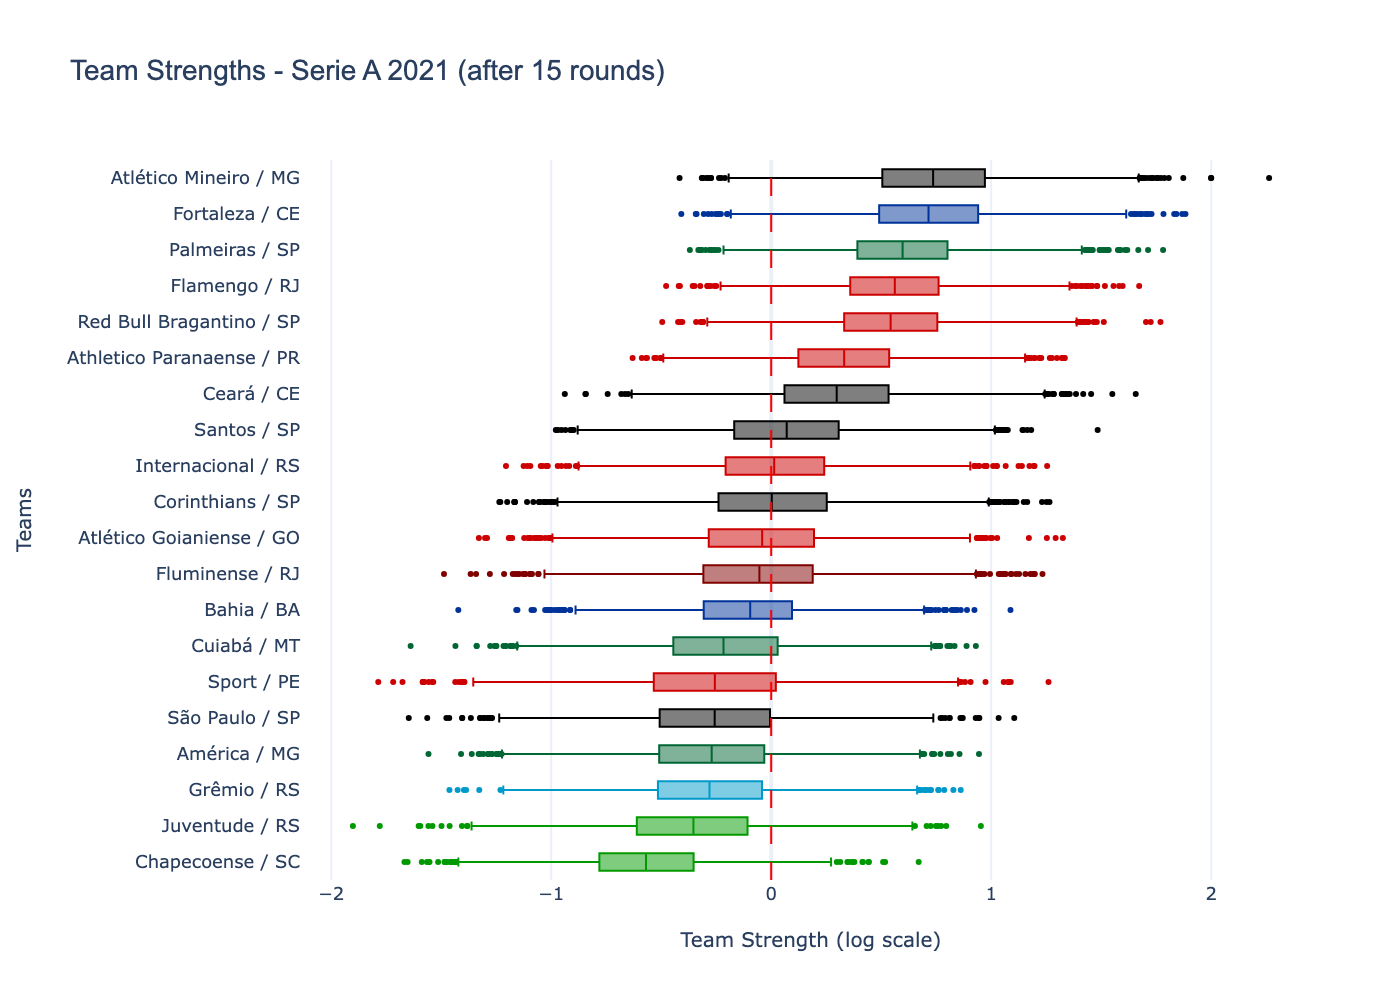 Team Strengths - Serie A 2021 (after 15 rounds)
Atlético Mineiro / MG
Fortaleza / CE
Palmeiras / SP
Flamengo / RJ
Red Bull Bragantino / SP
Athletico Paranaense / PR
Ceará / CE
Santos / SP
Internacional / RS
Corinthians / SP
Atlético Goianiense / GO
Fluminense / RJ
Bahia / BA
Cuiabá / MT
Sport / PE
São Paulo / SP
América / MG
Grêmio / RS
Juventude / RS
Chapecoense / SC
Teams
−2 −1 0 1 2
Team Strength (log scale)